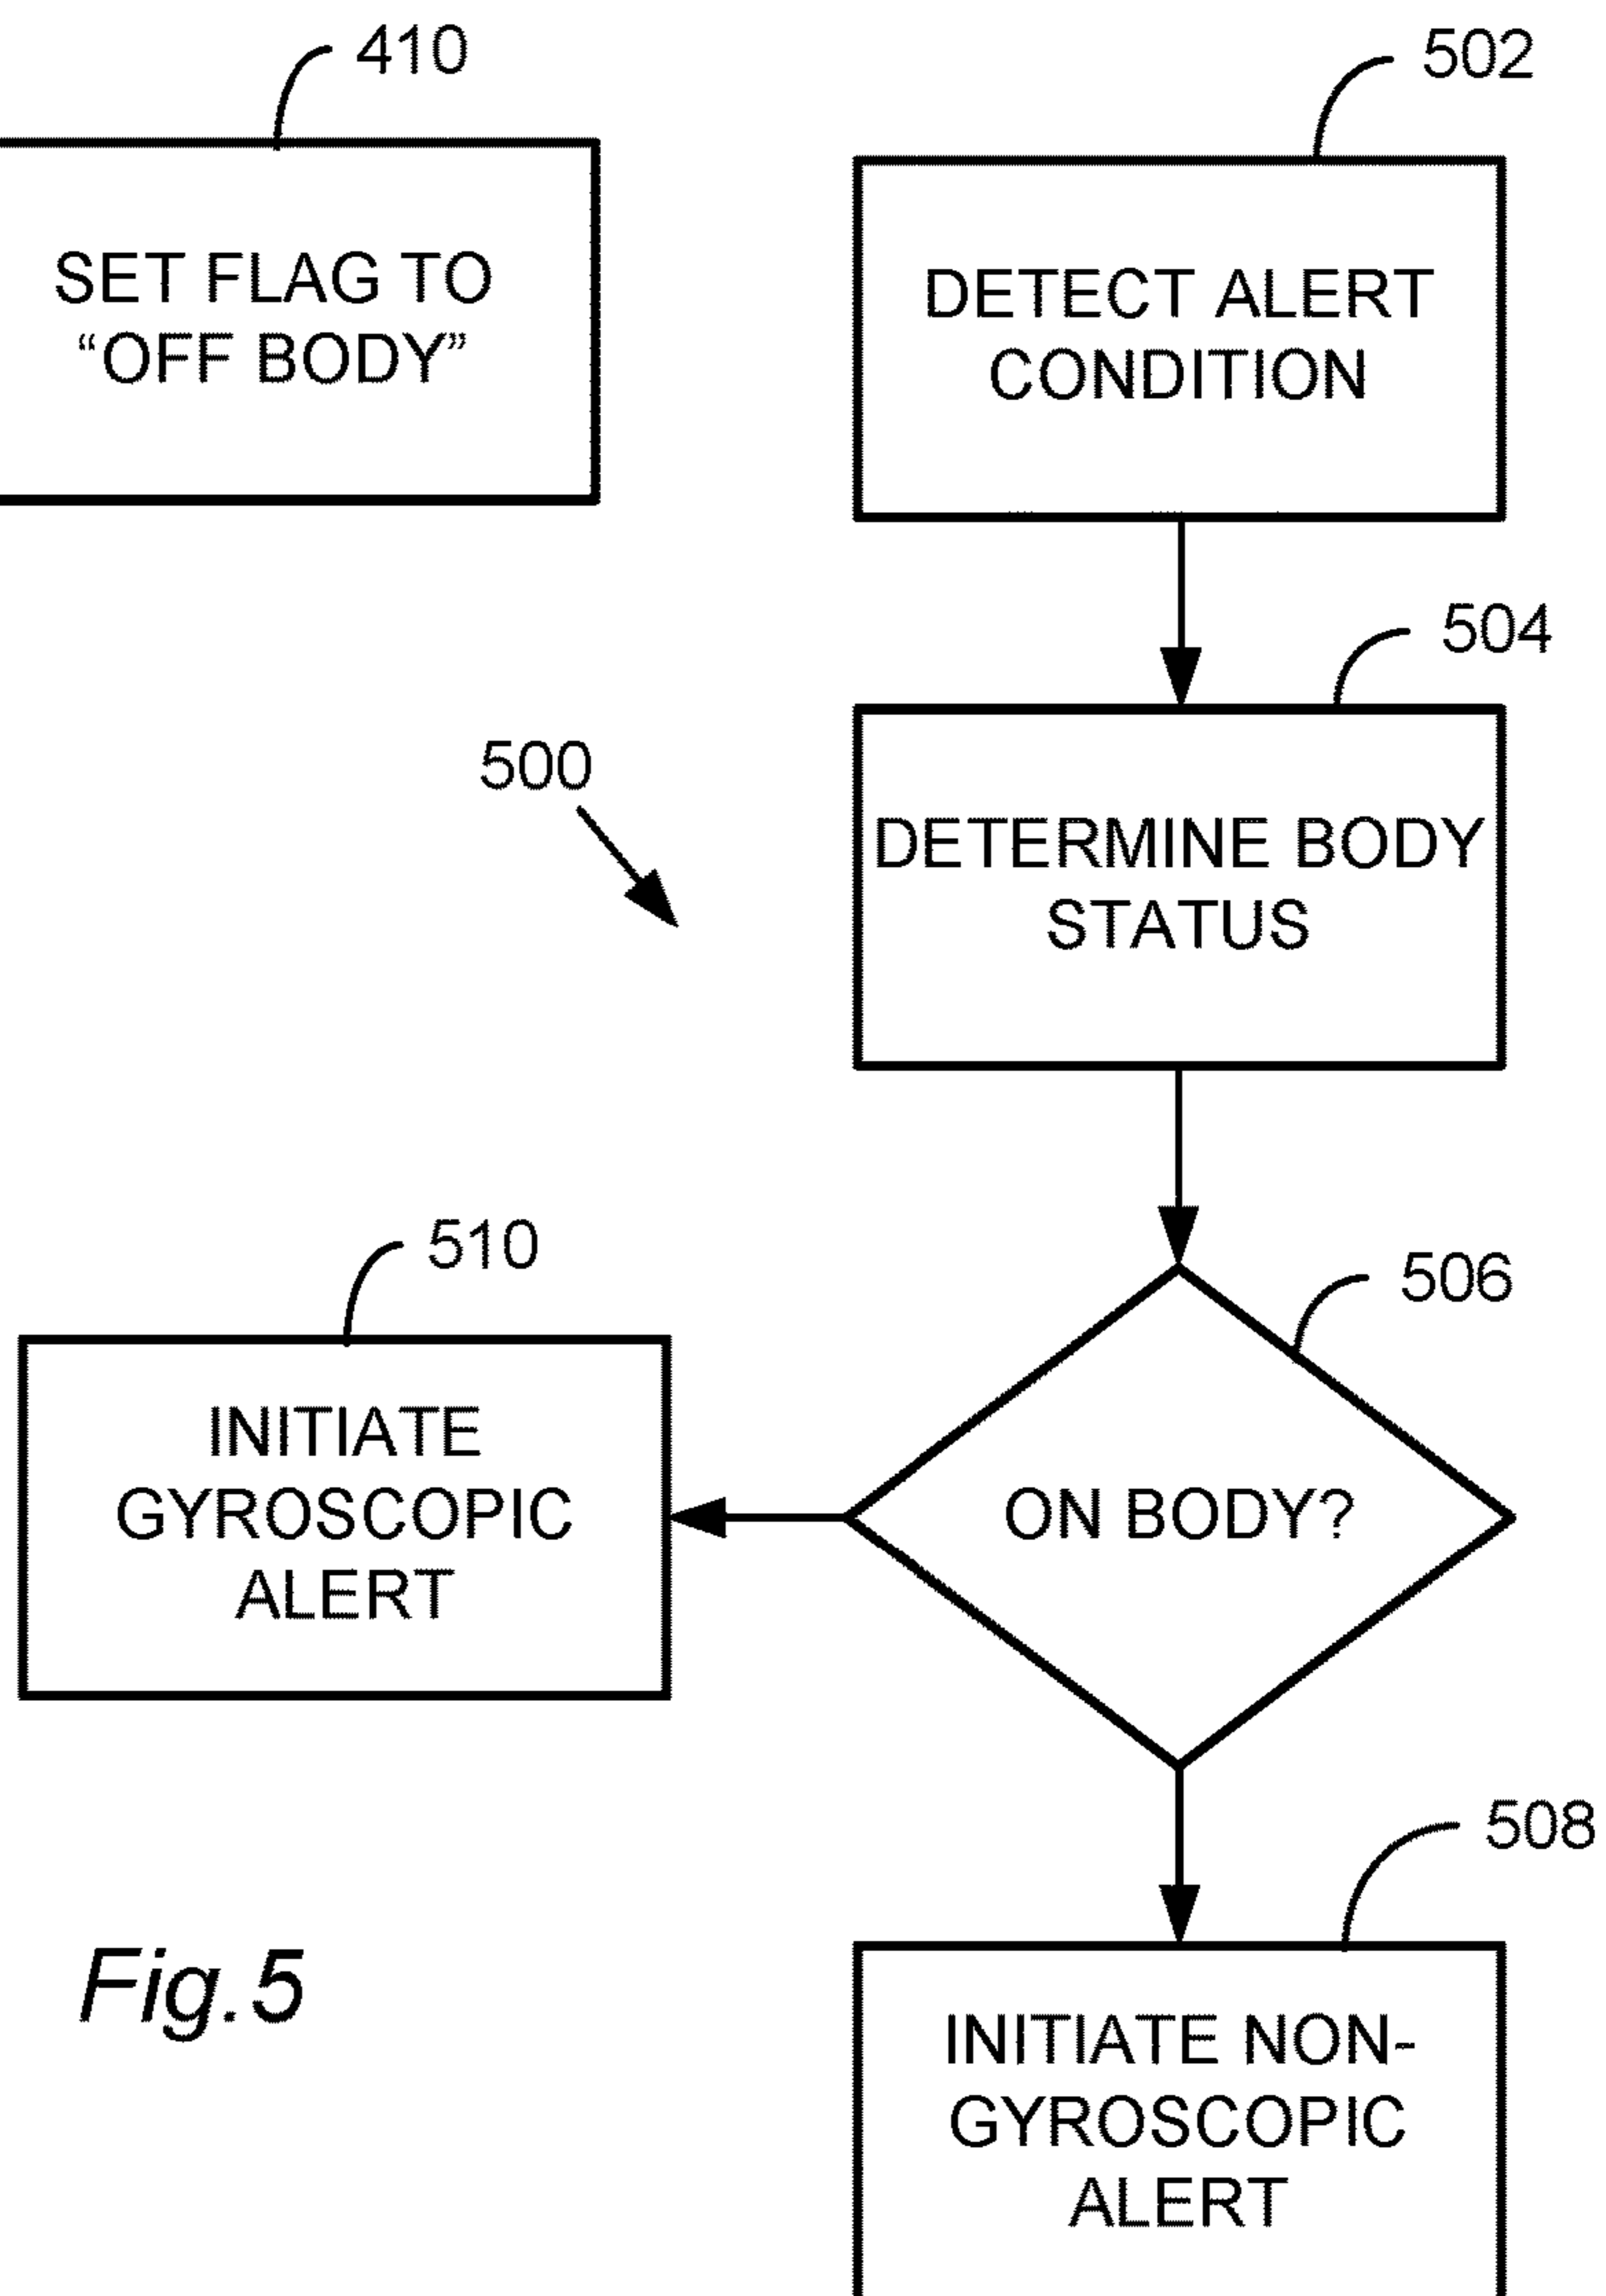 410
SET FLAG TO
“OFF BODY”
502
DETECT ALERT
CONDITION
504
DETERMINE BODY
STATUS
500
506
ON BODY?
510
INITIATE
GYROSCOPIC
ALERT
508
INITIATE NON-
GYROSCOPIC
ALERT
Fig.5